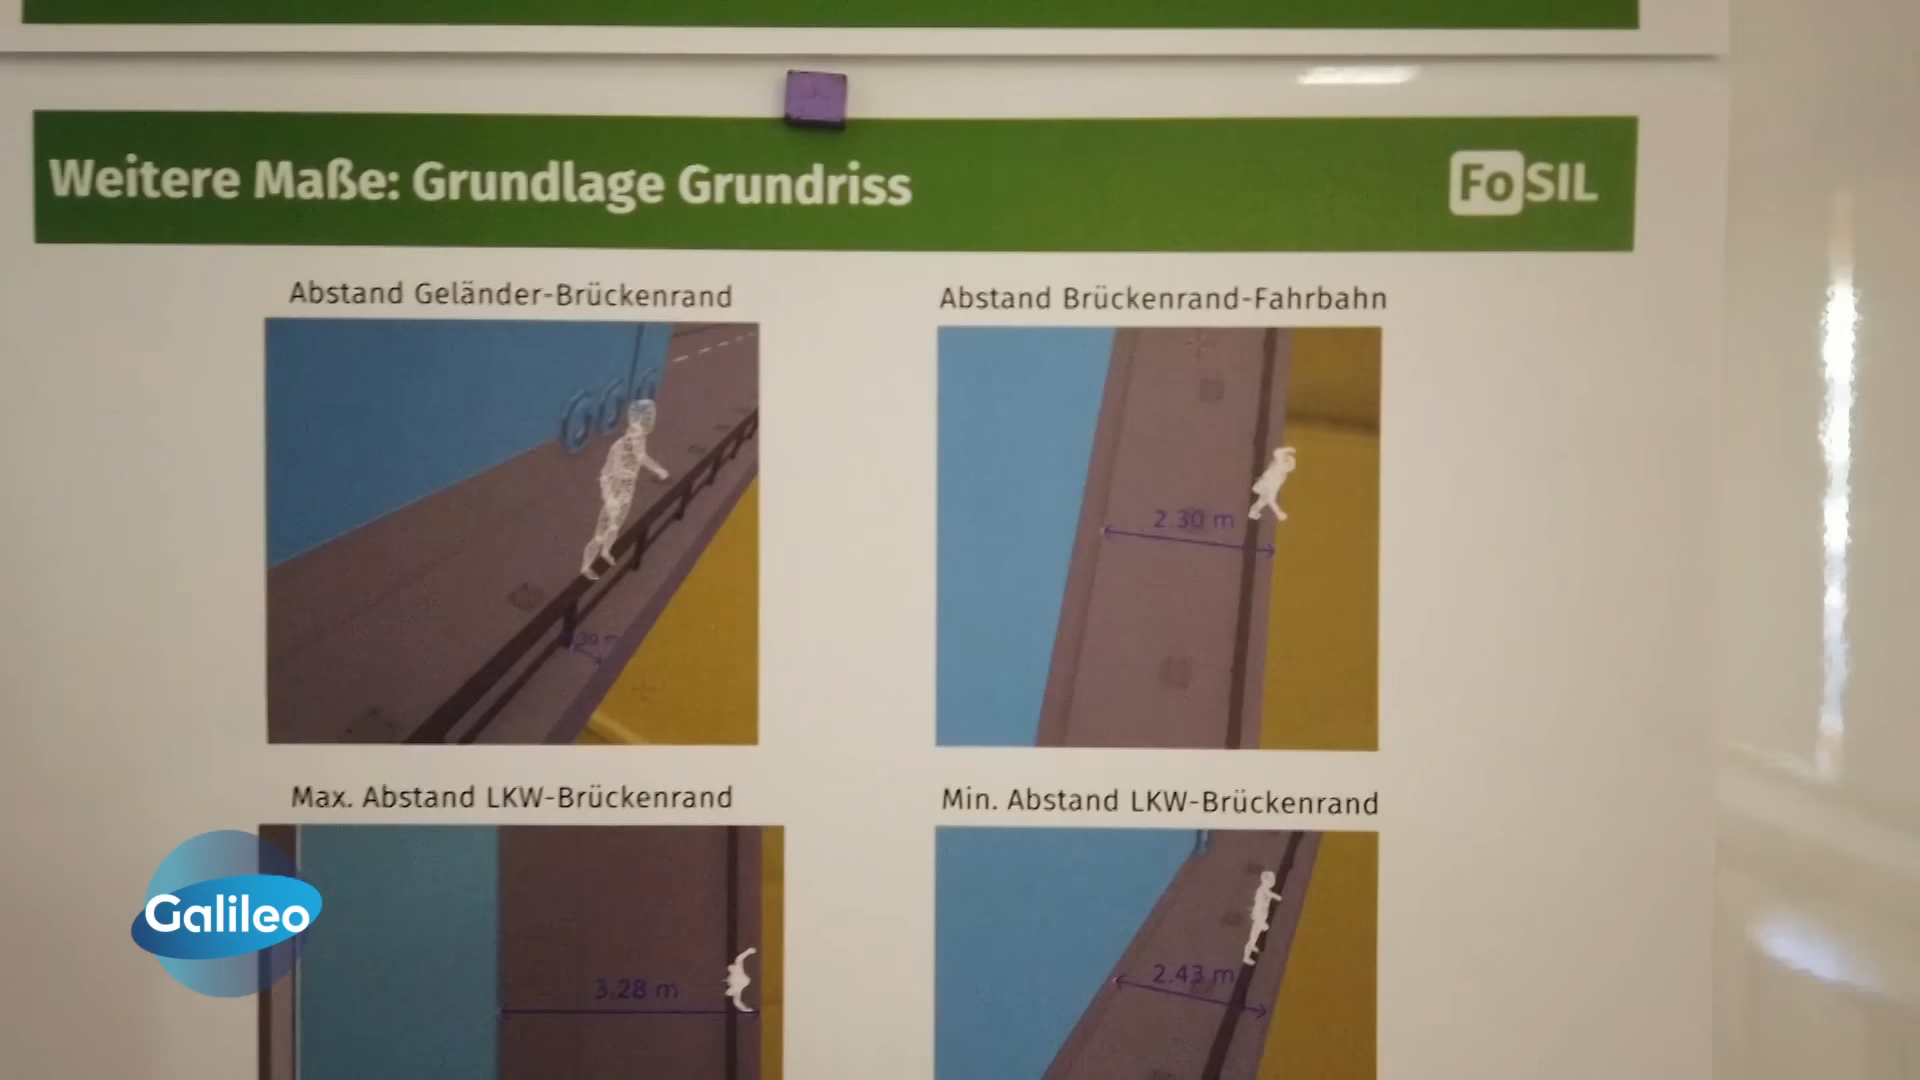 Weitere Maße: Grundlage Grundriss
FoSIL
Abstand Geländer-Brückenrand
Abstand Brückenrand-Fahrbahn
2.30 m
Max. Abstand LKW-Brückenrand
Min. Abstand LKW-Brückenrand
3.28 m
2.43 m
Galileo